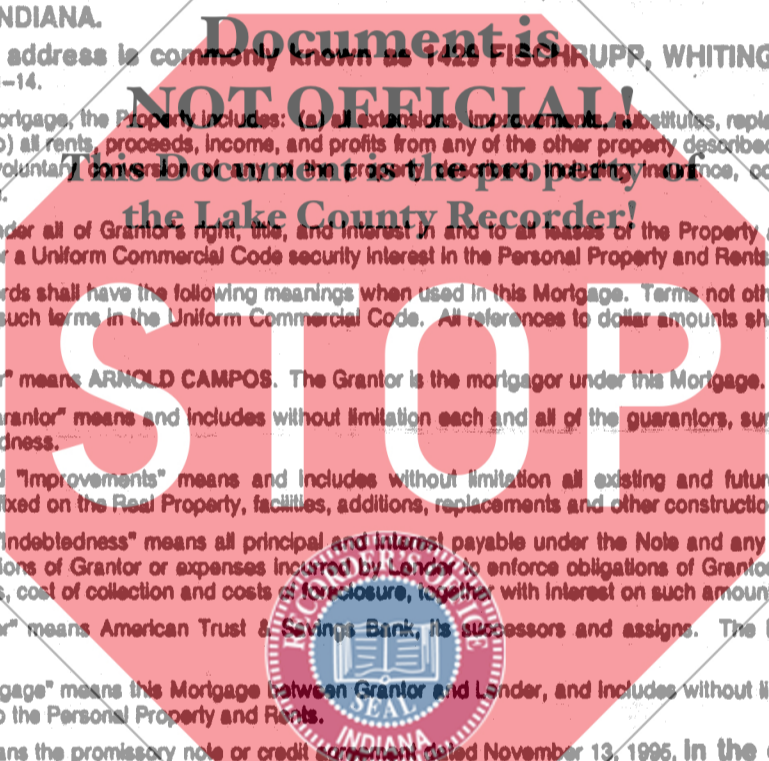 NDIANA.
Document is
address is commonly known as 1429 FISCHRUPP, WHITING
-14.
NOT OFFICIAL!
ortgage, the Property includes: (a) all extensions, improvements, substitutes, repla
) all rents, proceeds, income, and profits from any of the other property described
This Document is the property of
voluntary conversion of any of the property described, including insurance, co
the Lake County Recorder!
der all of Grantor's right, title, and interest in and to all leases of the Property
r a Uniform Commercial Code security interest in the Personal Property and Rents
rds shall have the following meanings when used in this Mortgage. Terms not oth
such terms in the Uniform Commercial Code. All references to dollar amounts sha
STOP
r" means ARNOLD CAMPOS. The Grantor is the mortgagor under this Mortgage.
arantor" means and includes without limitation each and all of the guarantors, sur
dness.
d "Improvements" means and includes without limitation all existing and futur
ixed on the Real Property, facilities, additions, replacements and other constructio
Indebtedness" means all principal and interest payable under the Note and any
ions of Grantor or expenses incurred by Lender to enforce obligations of Grantor
s, cost of collection and costs of foreclosure, together with interest on such amoun
r" means American Trust & Savings Bank, its successors and assigns. The
gage" means this Mortgage between Grantor and Lender, and includes without li
o the Personal Property and Rents.
ans the promissory note or credit agreement dated November 13, 1995, in the
RECORDER'S OFFICE
SEAL
INDIANA